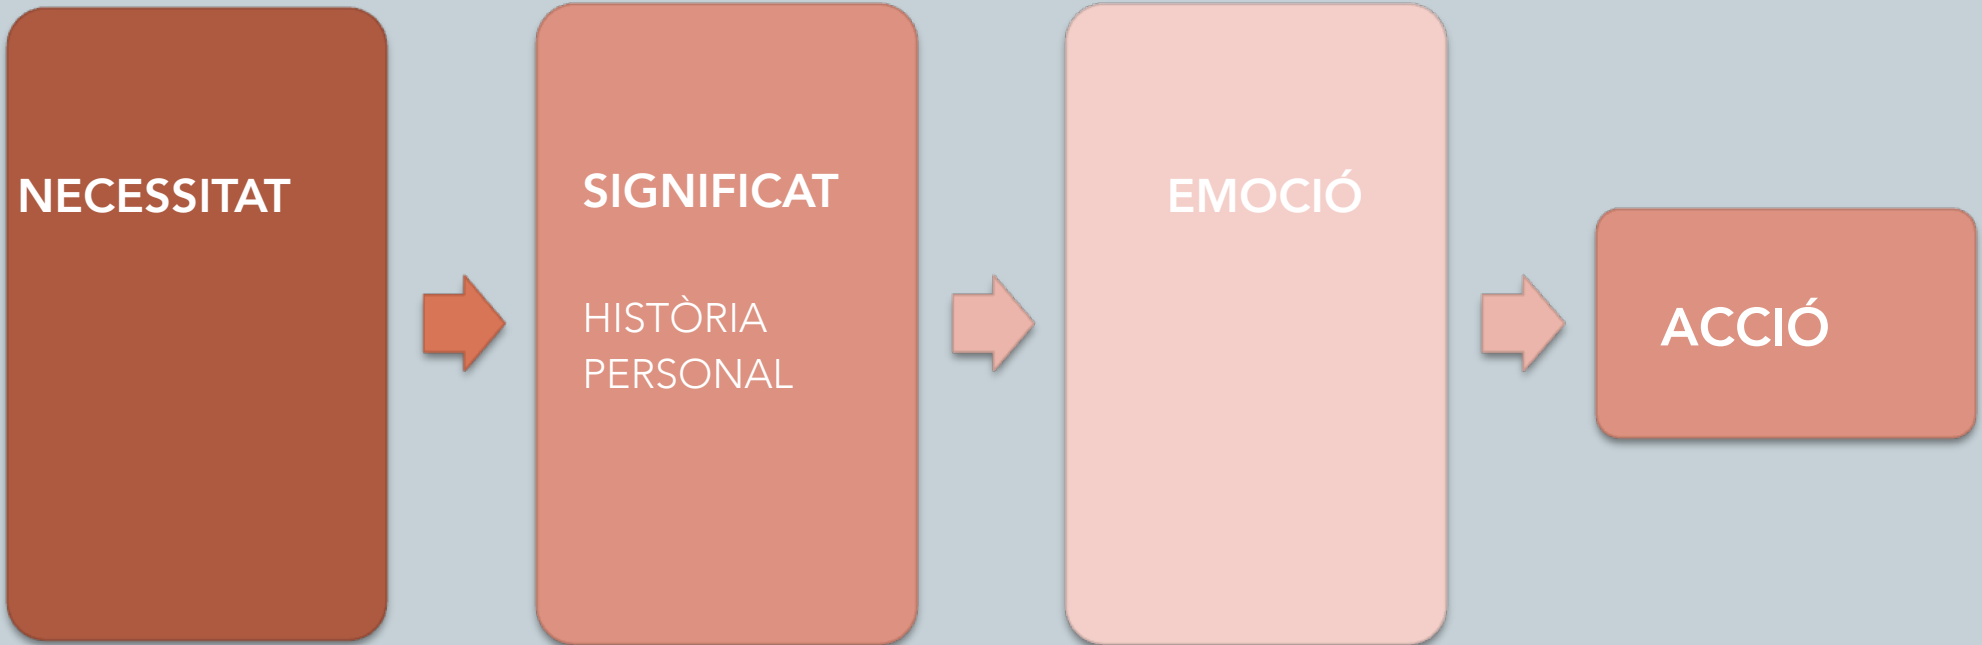 NECESSITAT
SIGNIFICAT
HISTÒRIA
PERSONAL
EMOCIÓ
ACCIÓ